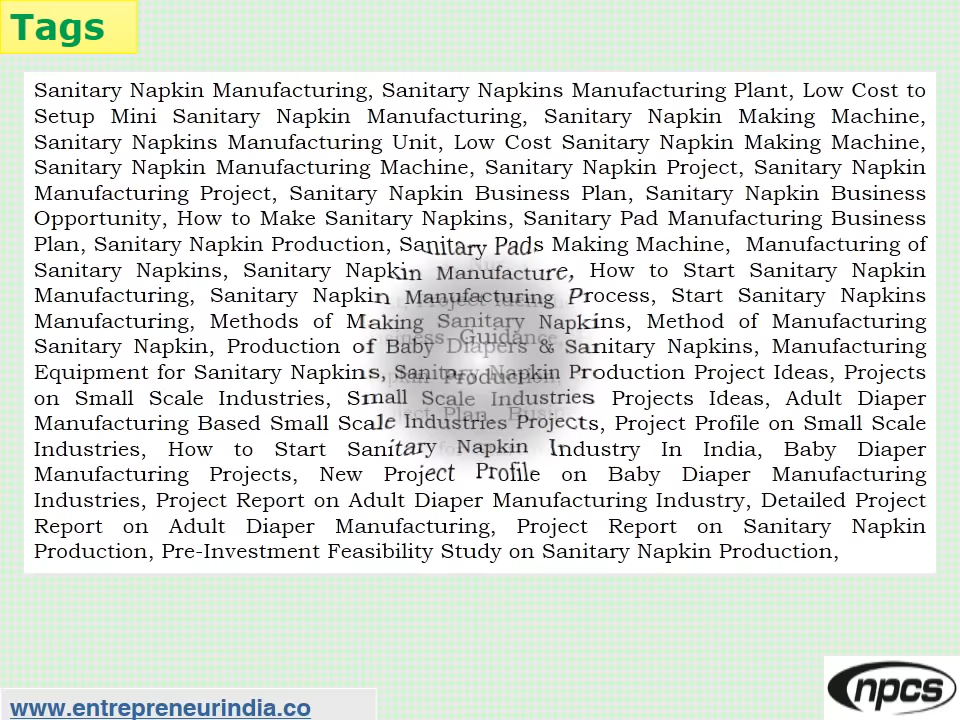 Tags
Sanitary Napkin Manufacturing, Sanitary Napkins Manufacturing Plant, Low Cost to
Setup Mini Sanitary Napkin Manufacturing, Sanitary Napkin Making Machine,
Sanitary Napkins Manufacturing Unit, Low Cost Sanitary Napkin Making Machine,
Sanitary Napkin Manufacturing Machine, Sanitary Napkin Project, Sanitary Napkin
Manufacturing Project, Sanitary Napkin Business Plan, Sanitary Napkin Business
Opportunity, How to Make Sanitary Napkins, Sanitary Pad Manufacturing Business
Plan, Sanitary Napkin Production, Sanitary Pads Making Machine, Manufacturing of
Sanitary Napkins, Sanitary Napkin Manufacture, How to Start Sanitary Napkin
Manufacturing, Sanitary Napkin Manufacturing Process, Start Sanitary Napkins
Manufacturing, Methods of Making Sanitary Napkins, Method of Manufacturing
Sanitary Napkin, Production of Baby Diapers & Sanitary Napkins, Manufacturing
Equipment for Sanitary Napkins, Sanitary Napkin Production Project Ideas, Projects
on Small Scale Industries, Small Scale Industries Projects Ideas, Adult Diaper
Manufacturing Based Small Scale Industries Projects, Project Profile on Small Scale
Industries, How to Start Sanitary Napkin Industry In India, Baby Diaper
Manufacturing Projects, New Project Profile on Baby Diaper Manufacturing
Industries, Project Report on Adult Diaper Manufacturing Industry, Detailed Project
Report on Adult Diaper Manufacturing, Project Report on Sanitary Napkin
Production, Pre-Investment Feasibility Study on Sanitary Napkin Production,
www.entrepreneurindia.co
npcs